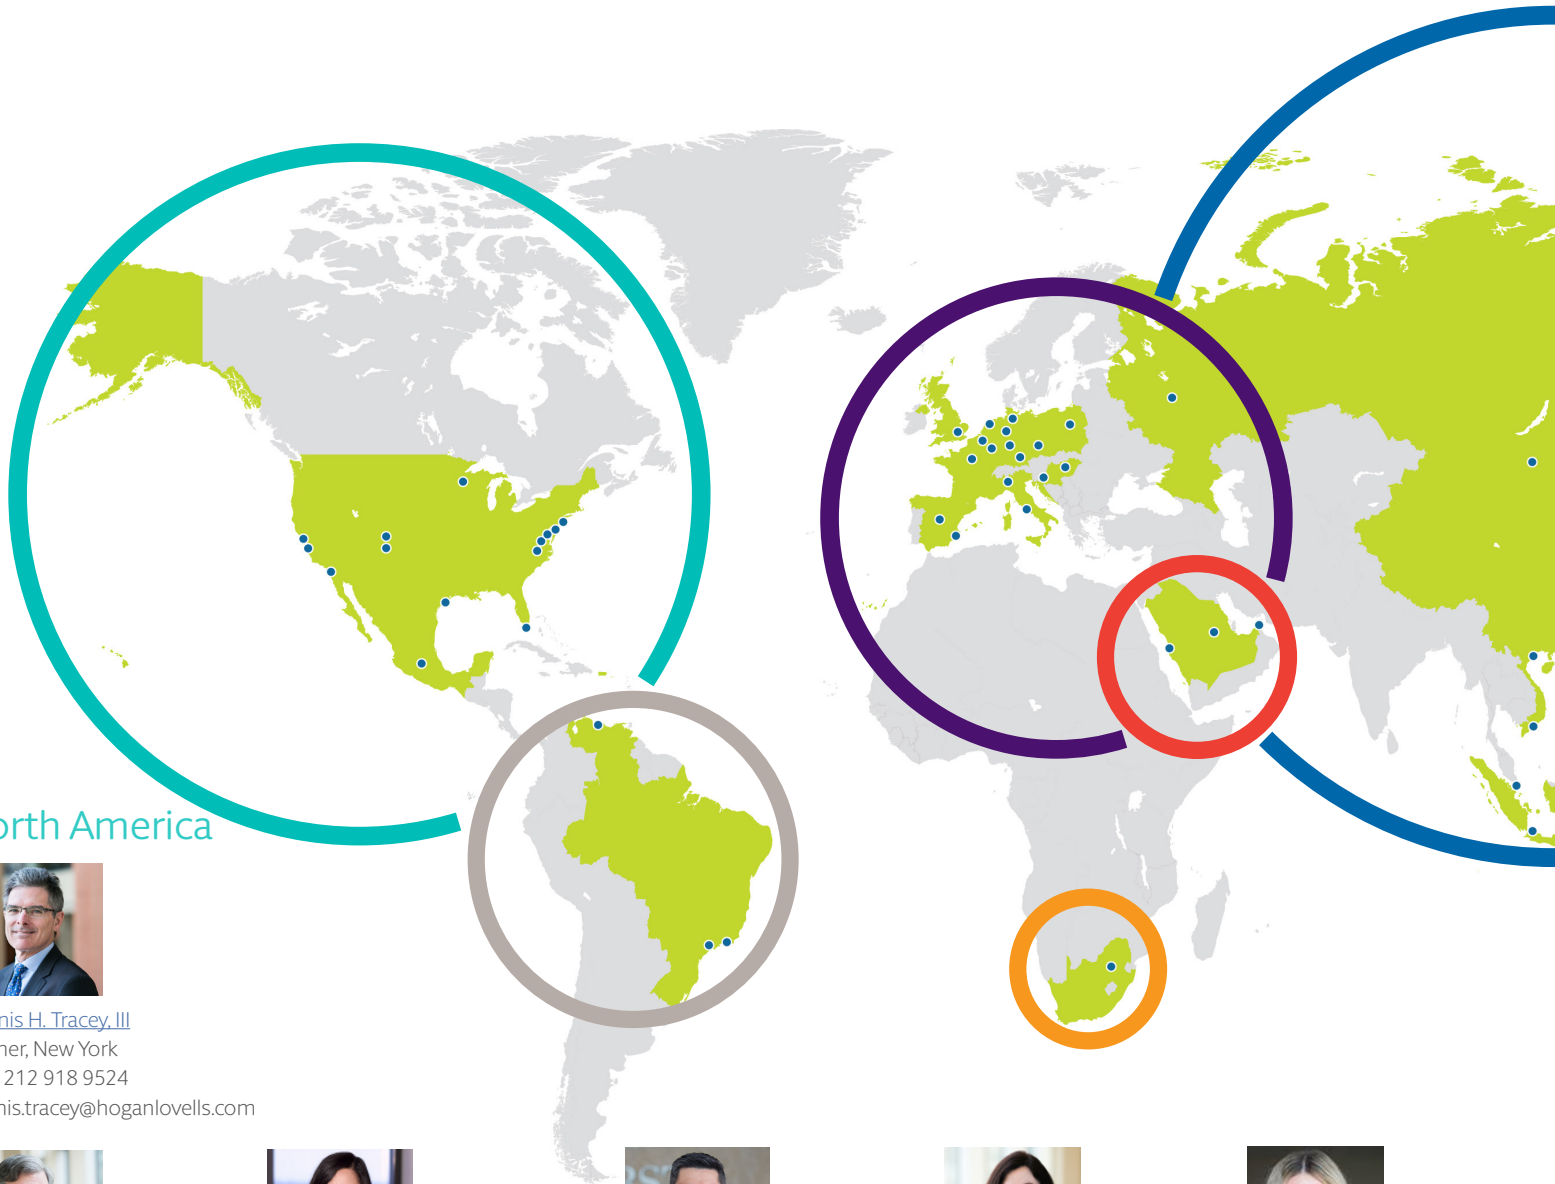 orth America
nis H. Tracey, III
ner, New York
212 918 9524
nis.tracey@hoganlovells.com